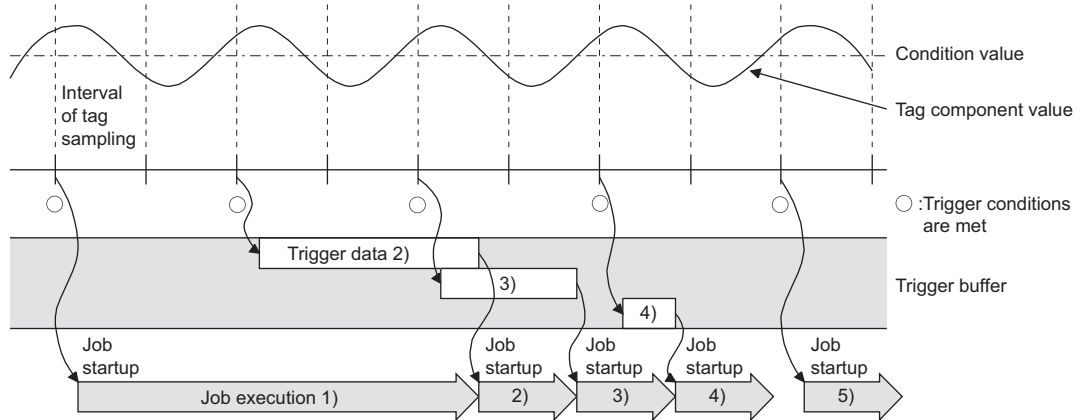 Condition value
Interval
of tag
sampling
Tag component value
:Trigger conditions
are met
Trigger data 2)
3)
Trigger buffer
4)
Job
startup
Job
startup
Job
startup
Job
startup
Job
startup
Job execution 1)
2)
3)
4)
5)